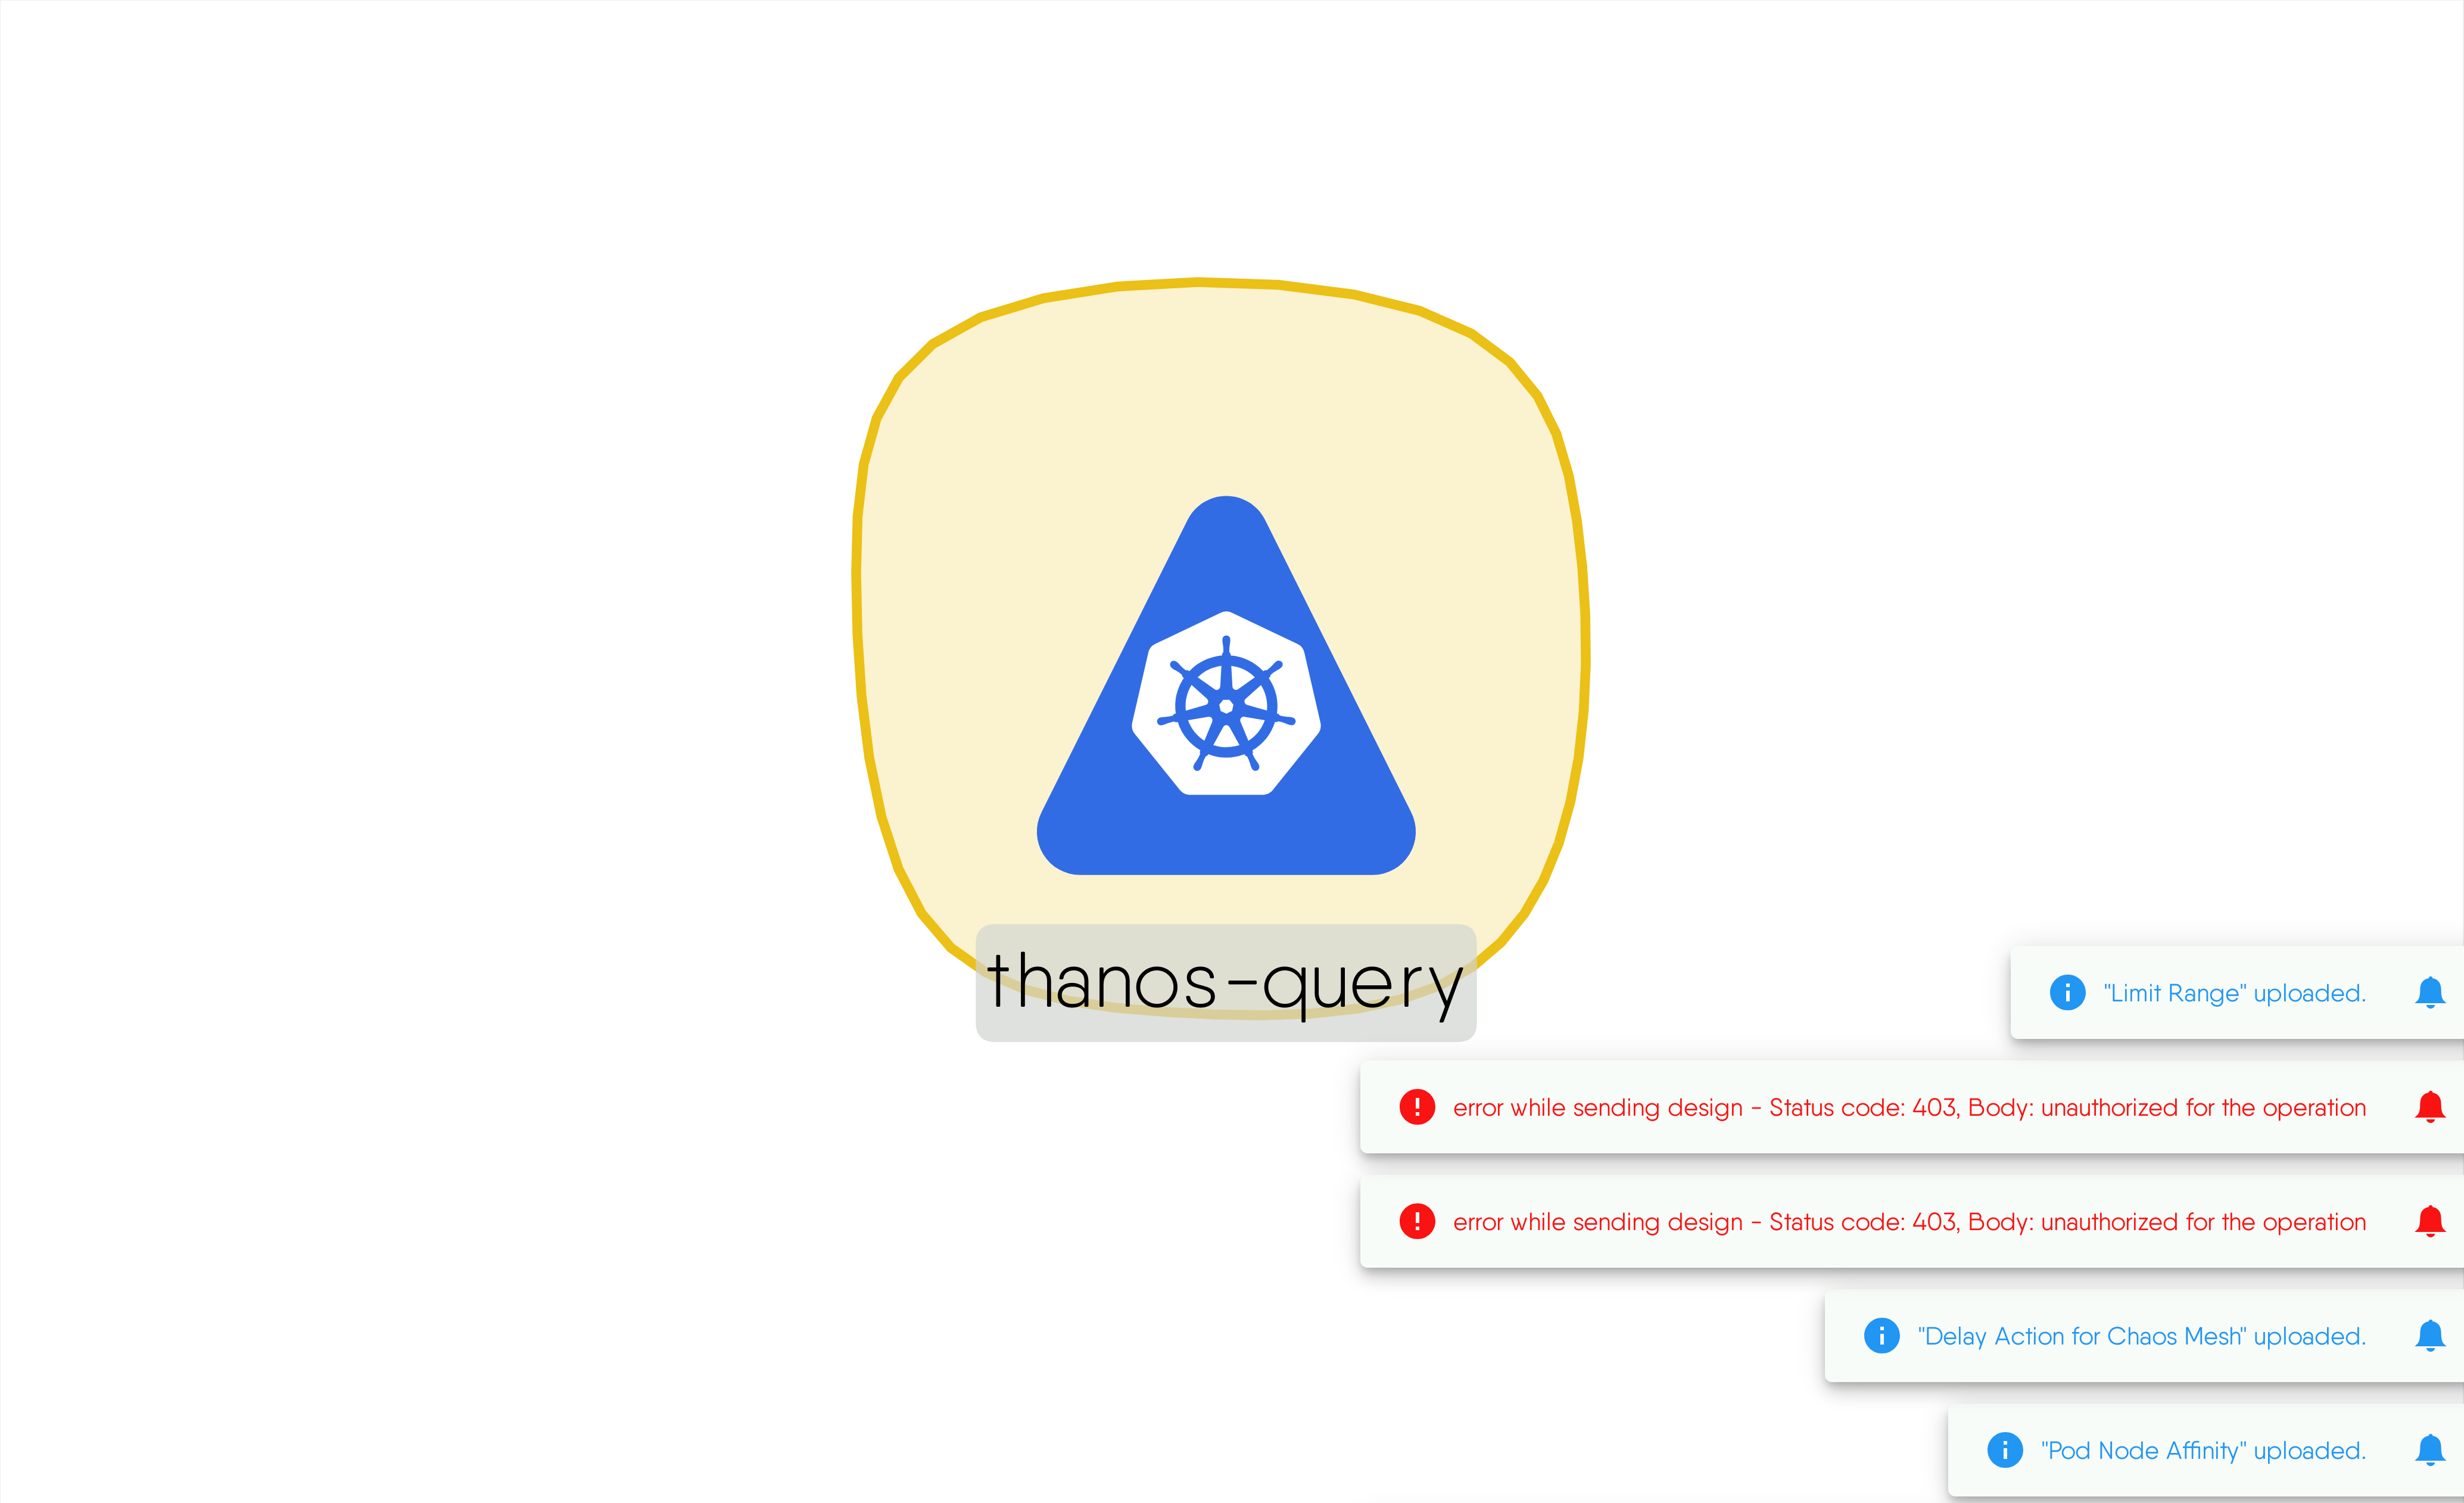 thanos-query
"Limit Range" uploaded.
error while sending design - Status code: 403, Body: unauthorized for the operation
error while sending design - Status code: 403, Body: unauthorized for the operation
"Delay Action for Chaos Mesh" uploaded.
"Pod Node Affinity" uploaded.